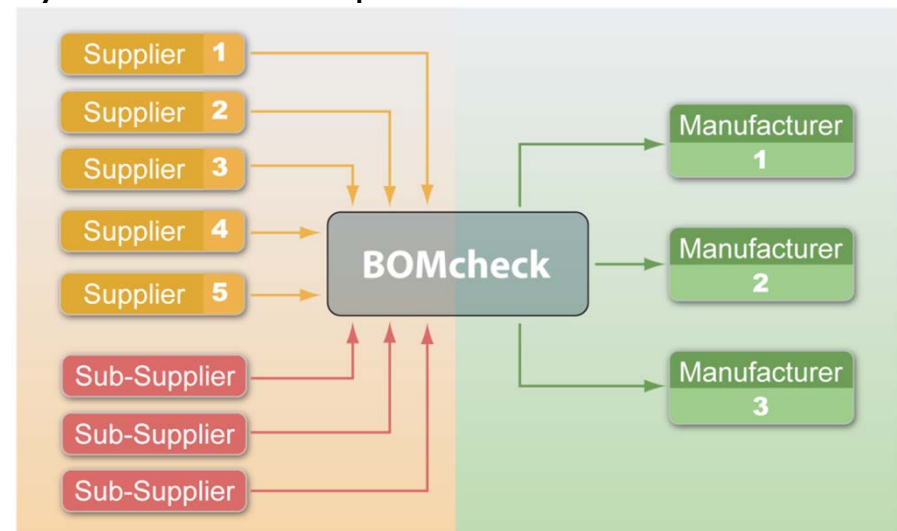 Supplier 1
Supplier 2
Supplier 3
Supplier 4
Supplier 5
Sub-Supplier
Sub-Supplier
Sub-Supplier
BOMcheck
Manufacturer
1
Manufacturer
2
Manufacturer
3